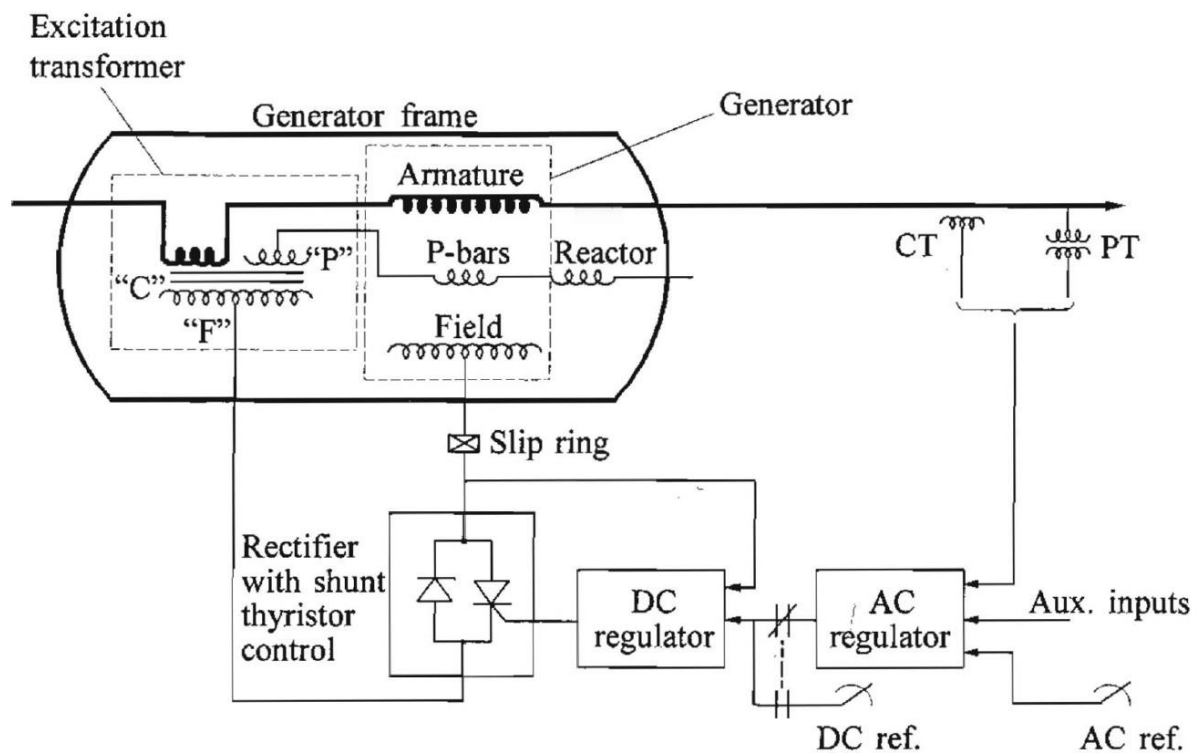 Excitation
transformer
Generator frame
Generator
Armature
"P"
P-bars
Reactor
"C"
"F"
Field
CT
PT
Slip ring
Rectifier
with shunt
thyristor
control
DC
regulator
AC
regulator
Aux. inputs
DC ref.
AC ref.